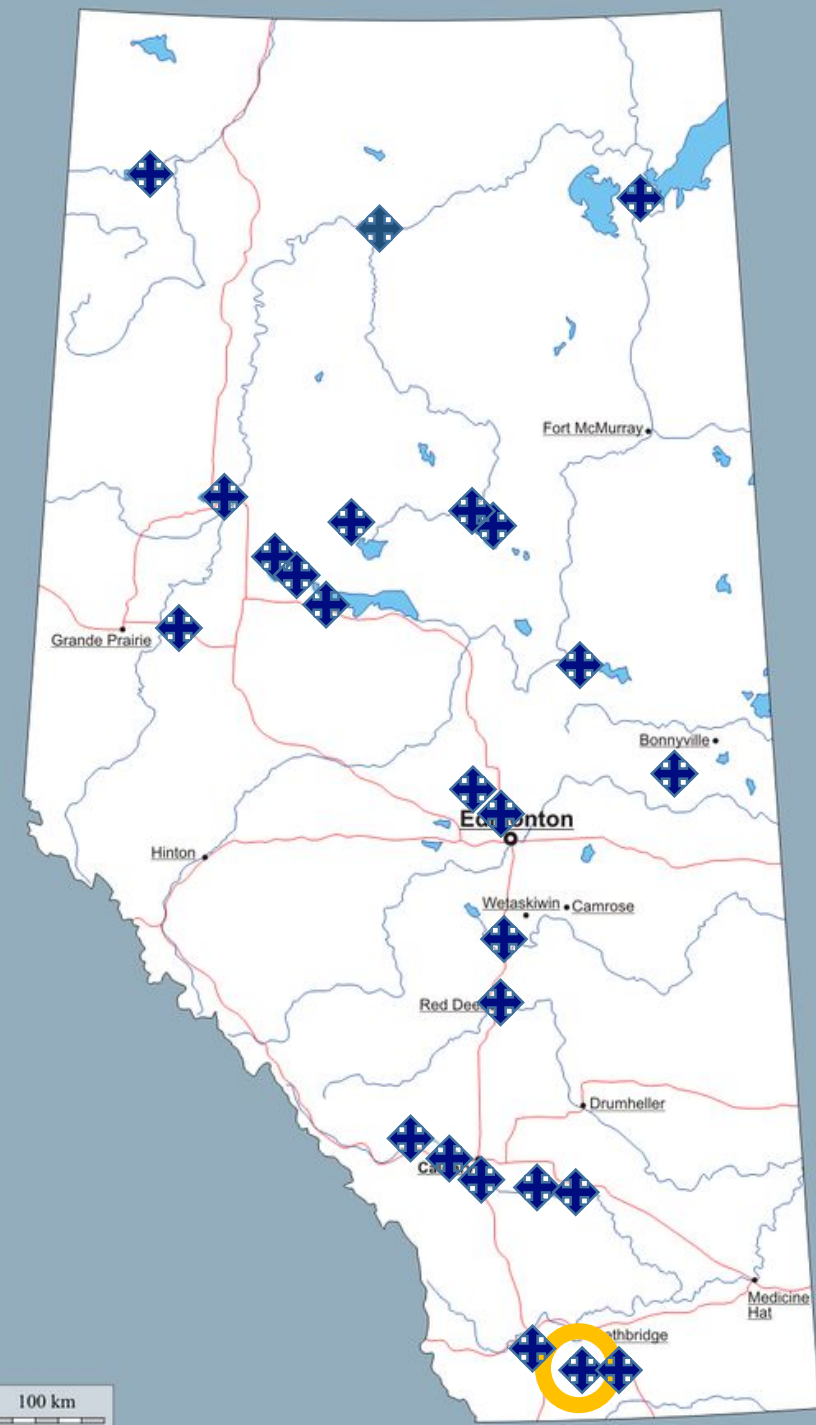 Fort McMurray
Grande Prairie
Bonnyville
Hinton
Wetaskiwin
Camrose
Drumheller
Medicine
Hat
100 km